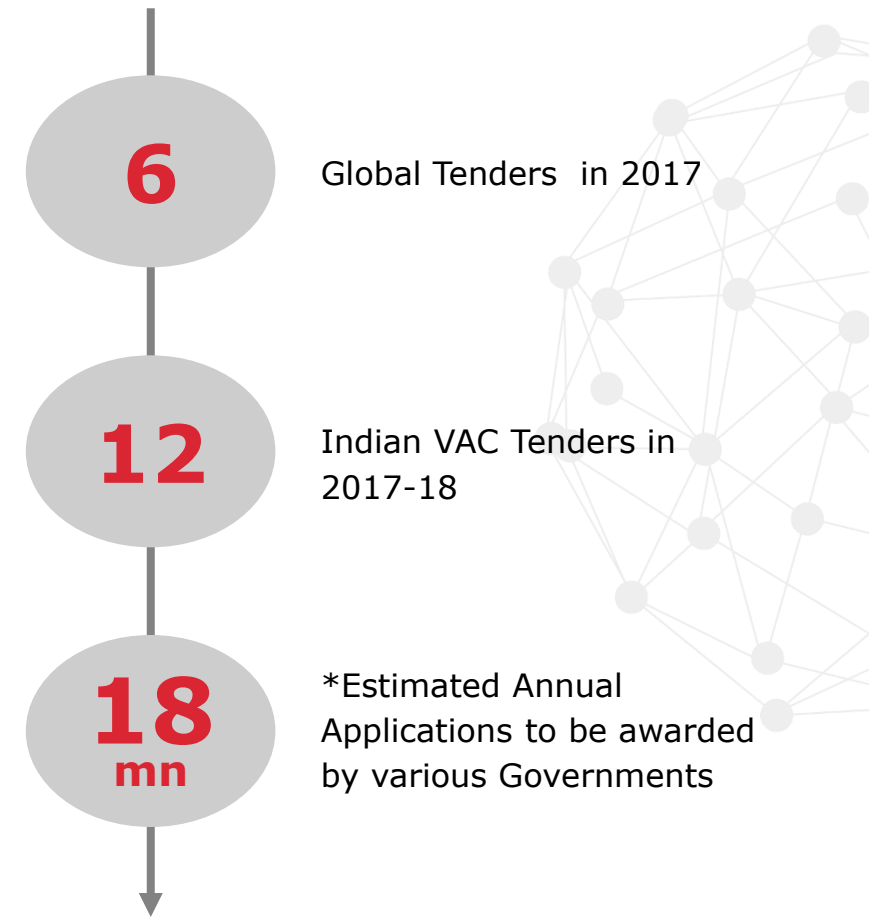 6
Global Tenders in 2017
12
Indian VAC Tenders in
2017-18
18
mn
*Estimated Annual
Applications to be awarded
by various Governments